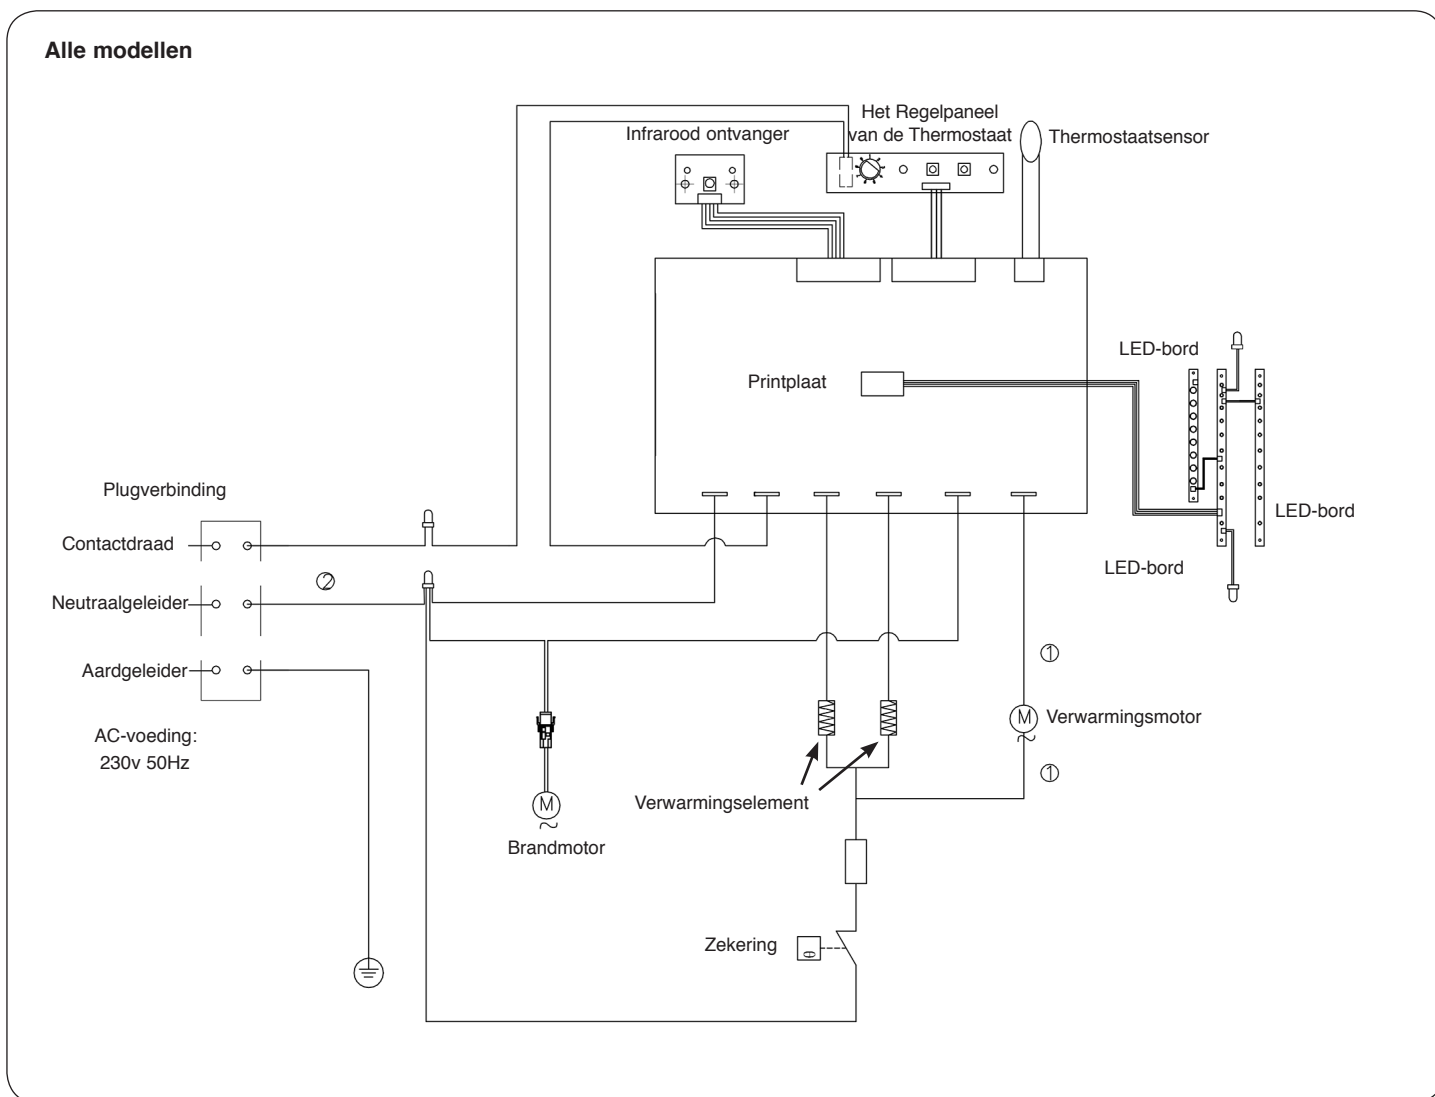 Alle modellen
Het Regelpaneel
van de Thermostaat
Infrarood ontvanger
Thermostaatsensor
LED-bord
Printplaat
Plugverbinding
LED-bord
Contactdraad
LED-bord
②
Neutraalgeleider
①
Aardgeleider
M
Verwarmingsmotor
AC-voeding:
230v 50Hz
①
Verwarmingselement
M
Brandmotor
Zekering